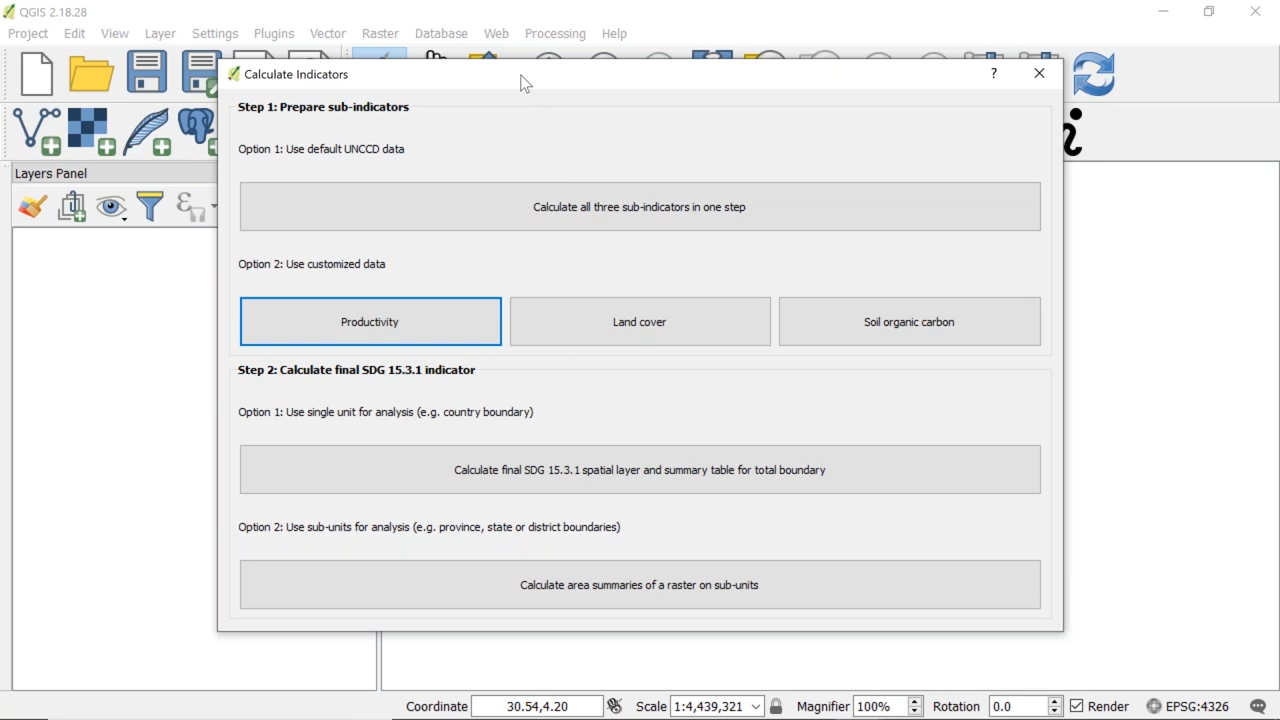 QGIS 2.18.28
Project Edit View Layer Settings Plugins Vector Raster Database Web Processing Help
Calculate Indicators
Step 1: Prepare sub-indicators
Option 1: Use default UNCCD data
Layers Panel
Calculate all three sub-indicators in one step
Option 2: Use customized data
Productivity Land cover Soil organic carbon
Step 2: Calculate final SDG 15.3.1 indicator
Option 1: Use single unit for analysis (e.g. country boundary)
Calculate final SDG 15.3.1 spatial layer and summary table for total boundary
Option 2: Use sub-units for analysis (e.g. province, state or district boundaries)
Calculate area summaries of a raster on sub-units
Coordinate 30.54,4.20 Scale 1:4,439,321 Magnifier 100% Rotation 0.0 Render EPSG:4326